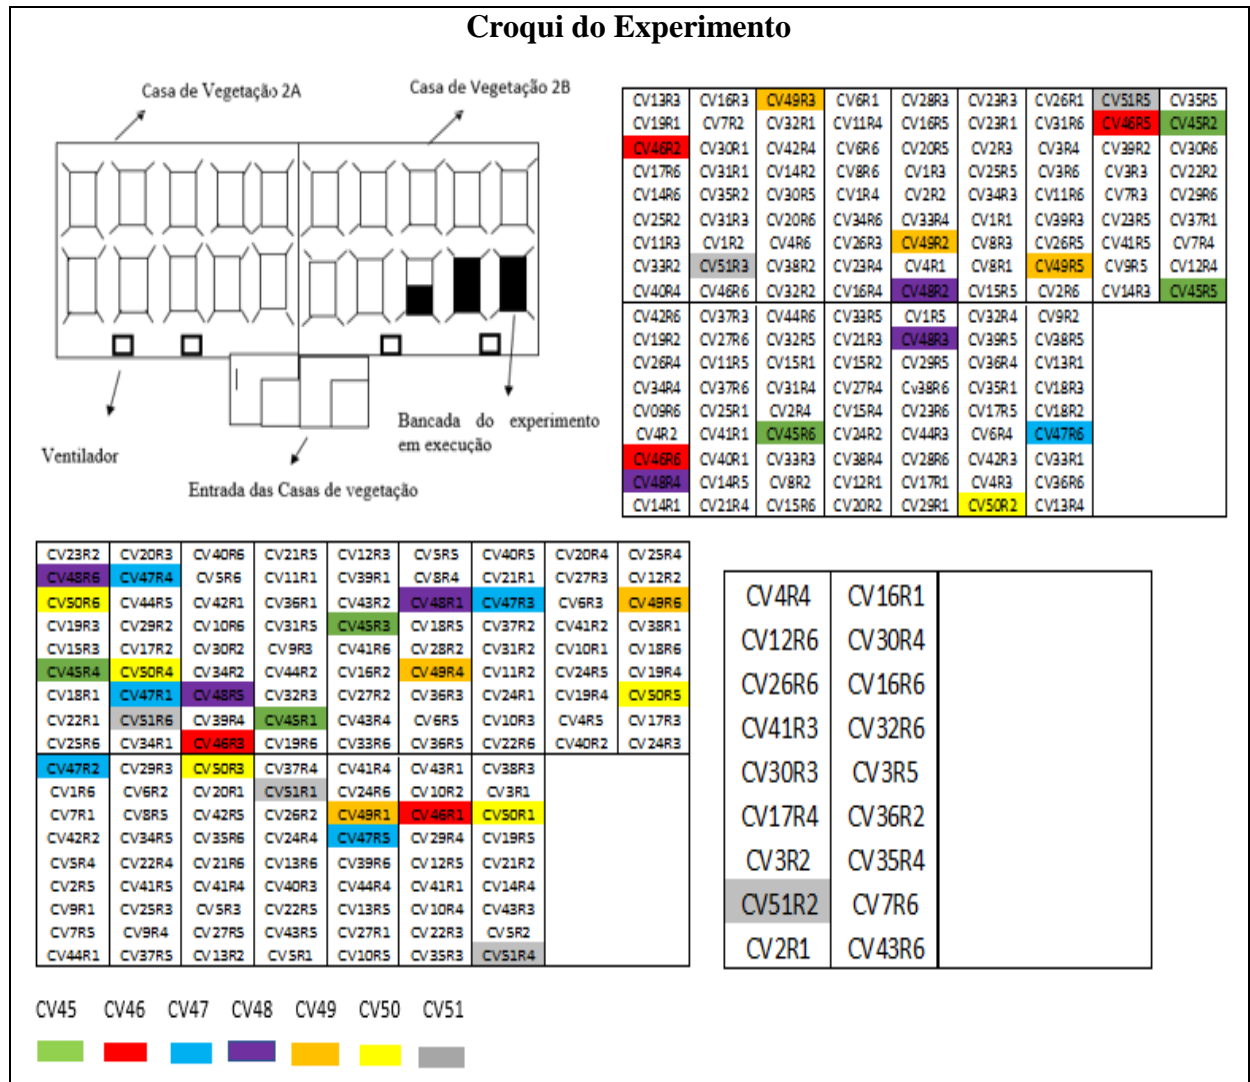 Croqui do Experimento
Casa de Vegetação 2A
Casa de Vegetação 2B
Bancada do experimento
em execução
Ventilador
Entrada das Casas de vegetação
CV13R3 CV16R3 CV49R3 CV6R1 CV28R3 CV23R3 CV26R1 CV51R5 CV35R5
CV19R1 CV7R2 CV32R1 CV11R4 CV16R5 CV23R1 CV31R6 CV46R5 CV45R2
CV46R2 CV30R1 CV42R4 CV6R6 CV20R5 CV2R3 CV3R4 CV39R2 CV30R6
CV17R6 CV31R1 CV14R2 CV8R6 CV1R3 CV25R5 CV3R6 CV3R3 CV22R2
CV14R6 CV35R2 CV30R5 CV1R4 CV2R2 CV34R3 CV11R6 CV7R3 CV29R6
CV25R2 CV31R3 CV20R6 CV34R6 CV33R4 CV1R1 CV39R3 CV23R5 CV37R1
CV11R3 CV1R2 CV4R6 CV26R3 CV49R2 CV8R3 CV26R5 CV41R5 CV7R4
CV33R2 CV51R3 CV38R2 CV23R4 CV4R1 CV8R1 CV49R5 CV9R5 CV12R4
CV40R4 CV46R6 CV32R2 CV16R4 CV48R2 CV15R5 CV2R6 CV14R3 CV45R5
CV42R6 CV37R3 CV44R6 CV33R5 CV1R5 CV32R4 CV9R2
CV19R2 CV27R6 CV32R5 CV21R3 CV48R3 CV39R5 CV38R5
CV26R4 CV11R5 CV15R1 CV15R2 CV29R5 CV36R4 CV13R1
CV34R4 CV37R6 CV31R4 CV27R4 Cv38R6 CV35R1 CV18R3
CV09R6 CV25R1 CV2R4 CV15R4 CV23R6 CV17R5 CV18R2
CV4R2 CV41R1 CV45R6 CV24R2 CV44R3 CV6R4 CV47R6
CV46R6 CV40R1 CV33R3 CV38R4 CV28R6 CV42R3 CV33R1
CV48R4 CV14R5 CV8R2 CV12R1 CV17R1 CV4R3 CV36R6
CV14R1 CV21R4 CV15R6 CV20R2 CV29R1 CV50R2 CV13R4
CV23R2 CV20R3 CV40R6 CV21R5 CV12R3 CV5R5 CV40R5 CV20R4 CV25R4
CV48R6 CV47R4 CV5R6 CV11R1 CV39R1 CV8R4 CV21R1 CV27R3 CV12R2
CV50R6 CV44R5 CV42R1 CV36R1 CV43R2 CV48R1 CV47R3 CV6R3 CV49R6
CV19R3 CV29R2 CV10R6 CV31R5 CV45R3 CV18R5 CV37R2 CV41R2 CV38R1
CV15R3 CV17R2 CV30R2 CV9R3 CV41R6 CV28R2 CV31R2 CV10R1 CV18R6
CV45R4 CV50R4 CV34R2 CV44R2 CV16R2 CV49R4 CV11R2 CV24R5 CV19R4
CV18R1 CV47R1 CV48R5 CV32R3 CV27R2 CV36R3 CV24R1 CV19R4 CV50R5
CV22R1 CV51R6 CV39R4 CV45R1 CV43R4 CV6R5 CV10R3 CV4R5 CV17R3
CV25R6 CV34R1 CV46R3 CV19R6 CV33R6 CV36R5 CV22R6 CV40R2 CV24R3
CV47R2 CV29R3 CV50R3 CV37R4 CV41R4 CV43R1 CV38R3
CV1R6 CV6R2 CV20R1 CV51R1 CV24R6 CV10R2 CV3R1
CV7R1 CV8R5 CV42R5 CV26R2 CV49R1 CV46R1 CV50R1
CV42R2 CV34R5 CV35R6 CV24R4 CV47R5 CV29R4 CV19R5
CV5R4 CV22R4 CV21R6 CV13R6 CV39R6 CV12R5 CV21R2
CV2R5 CV41R5 CV41R4 CV40R3 CV44R4 CV41R1 CV14R4
CV9R1 CV25R3 CV5R3 CV22R5 CV13R5 CV10R4 CV43R3
CV7R5 CV9R4 CV27R5 CV43R5 CV27R1 CV22R3 CV5R2
CV44R1 CV37R5 CV13R2 CV5R1 CV10R5 CV35R3 CV51R4
CV4R4 CV16R1
CV12R6 CV30R4
CV26R6 CV16R6
CV41R3 CV32R6
CV30R3 CV3R5
CV17R4 CV36R2
CV3R2 CV35R4
CV51R2 CV7R6
CV2R1 CV43R6
CV45 CV46 CV47 CV48 CV49 CV50 CV51